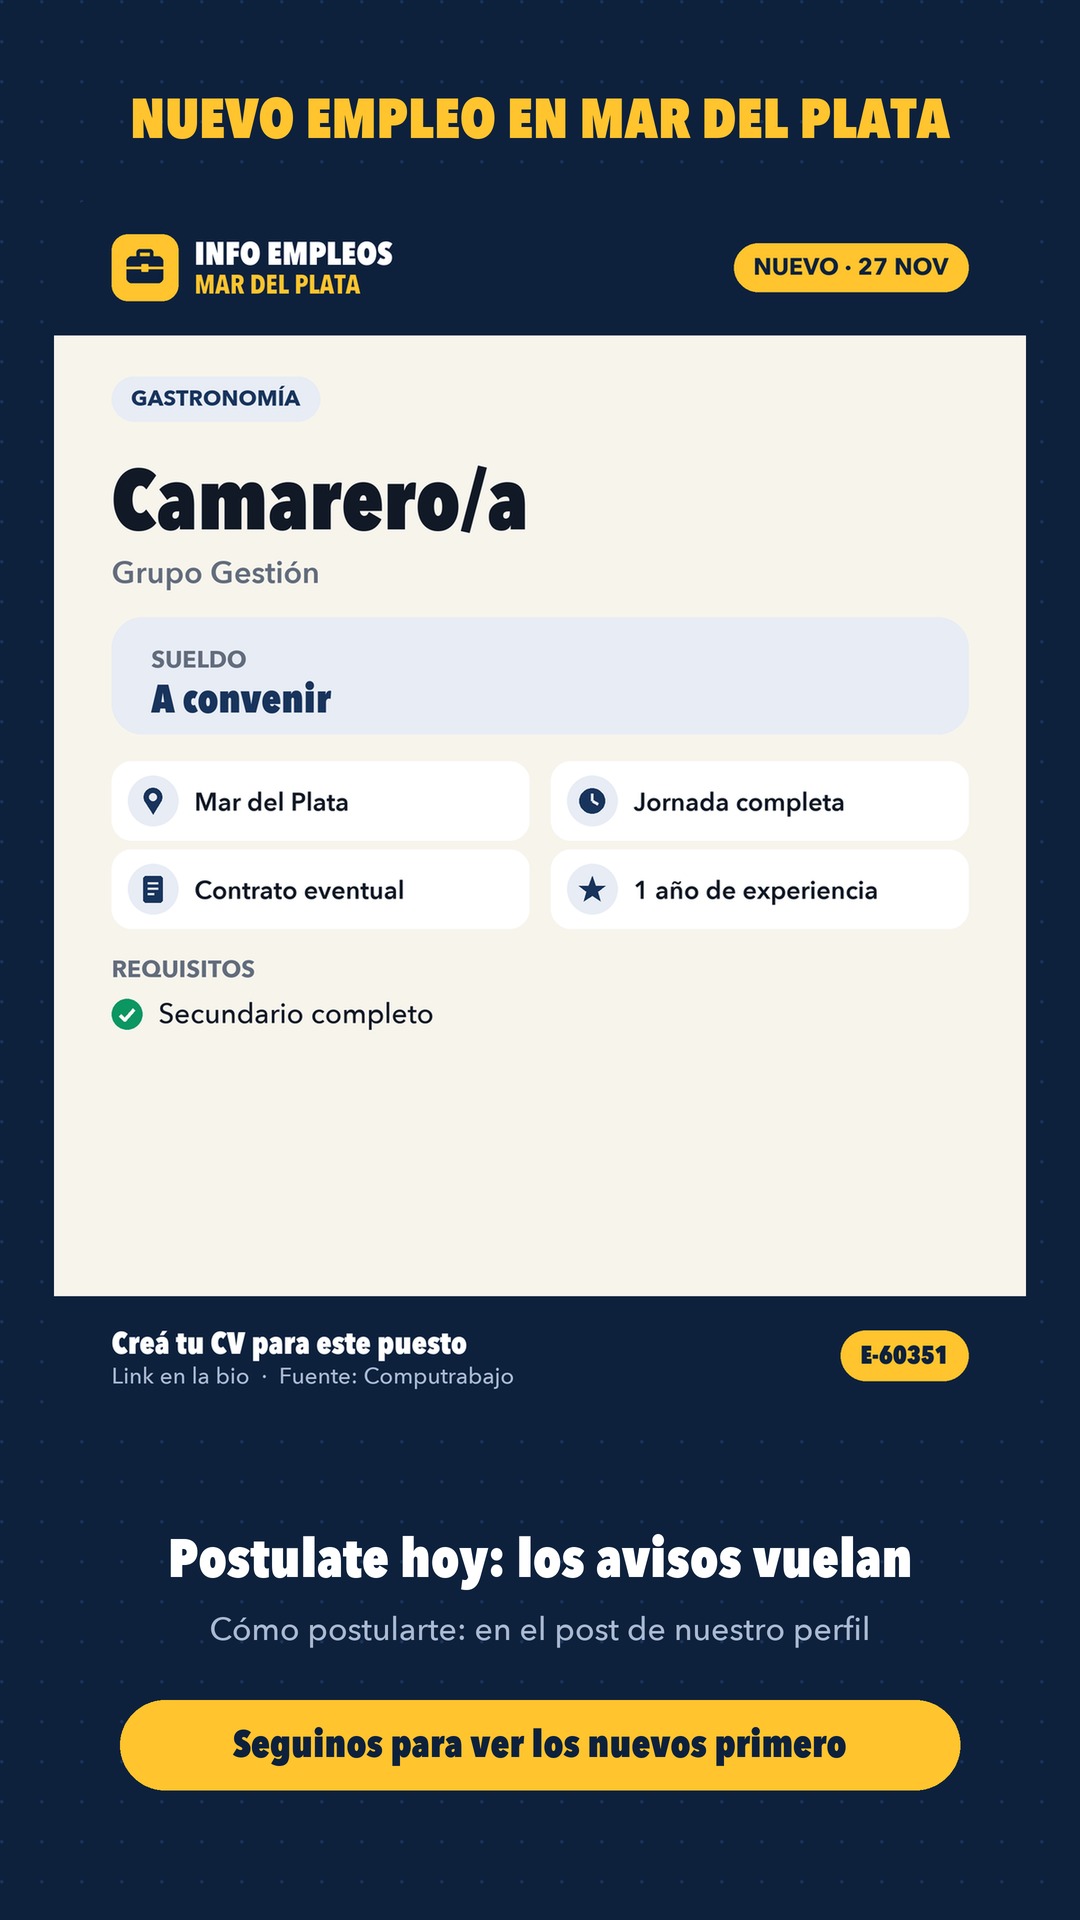 NUEVO EMPLEO EN MAR DEL PLATA
INFO EMPLEOS
MAR DEL PLATA
NUEVO · 27 NOV
GASTRONOMÍA
Camarero/a
Grupo Gestión
SUELDO
A convenir
Mar del Plata
Jornada completa
Contrato eventual
1 año de experiencia
REQUISITOS
Secundario completo
Creá tu CV para este puesto
Link en la bio · Fuente: Computrabajo
E-60351
Postulate hoy: los avisos vuelan
Cómo postularte: en el post de nuestro perfil
Seguinos para ver los nuevos primero